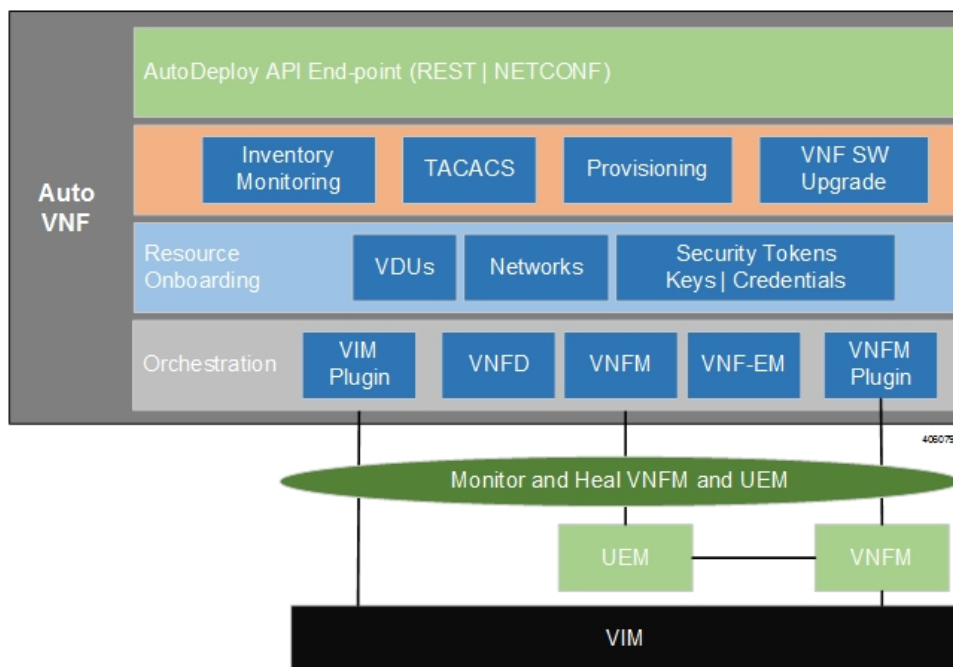 AutoDeploy API End-point (REST | NETCONF)
Auto
VNF
Inventory
Monitoring
TACACS
Provisioning
VNF SW
Upgrade
Resource
Onboarding
VDUs
Networks
Security Tokens
Keys | Credentials
Orchestration
VIM
Plugin
VNFD
VNFM
VNF-EM
VNFM
Plugin
406079
Monitor and Heal VNFM and UEM
UEM
VNFM
VIM